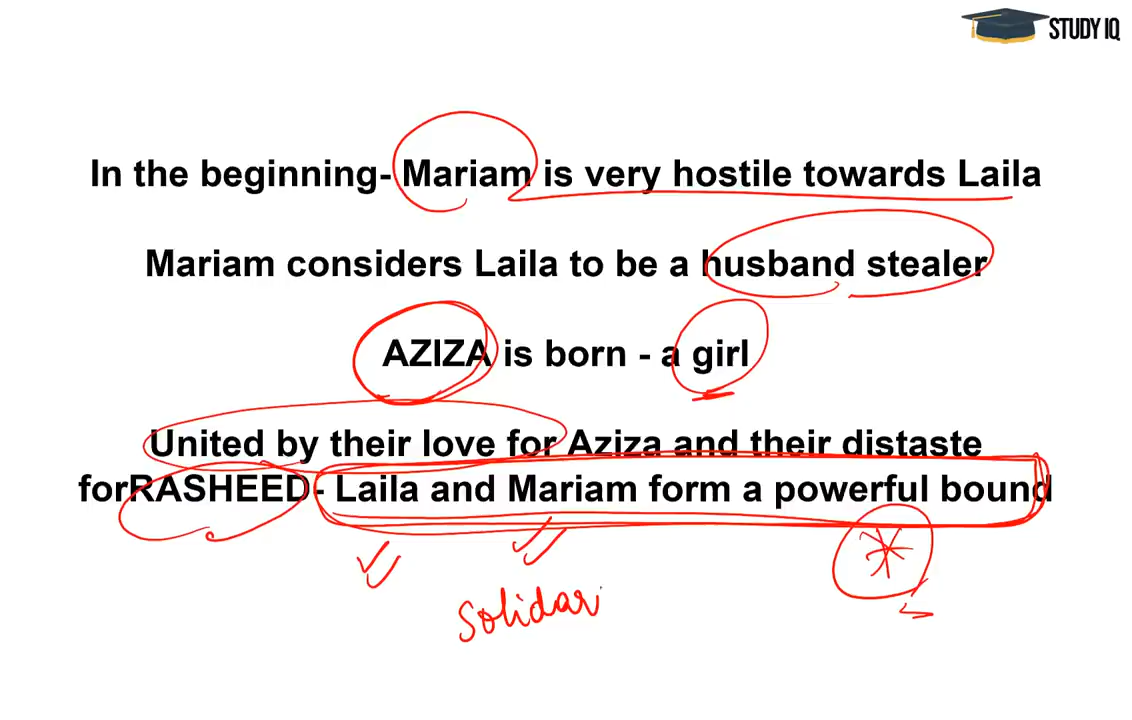 STUDY IQ
In the beginning- Mariam is very hostile towards Laila
Mariam considers Laila to be a husband stealer
AZIZA is born - a girl
United by their love for Aziza and their distaste
forRASHEED- Laila and Mariam form a powerful bound
Solidari